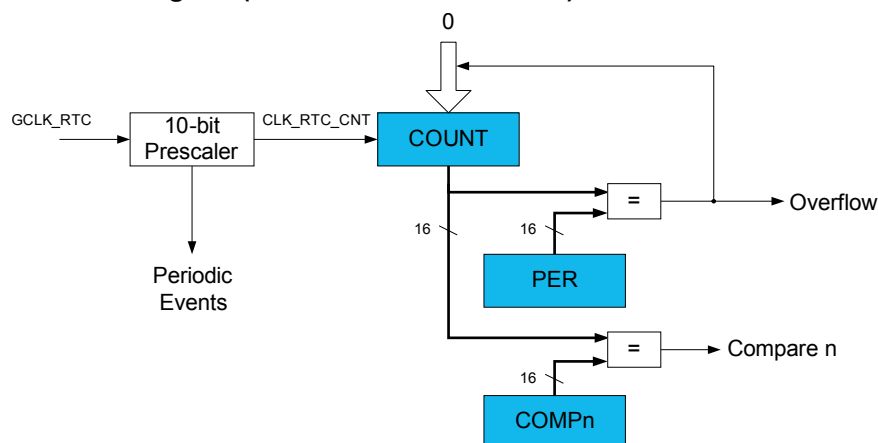 0
GCLK_RTC
10-bit
Prescaler
CLK_RTC_CNT
COUNT
=
Overflow
16
16
Periodic
Events
PER
=
Compare n
16
COMPn